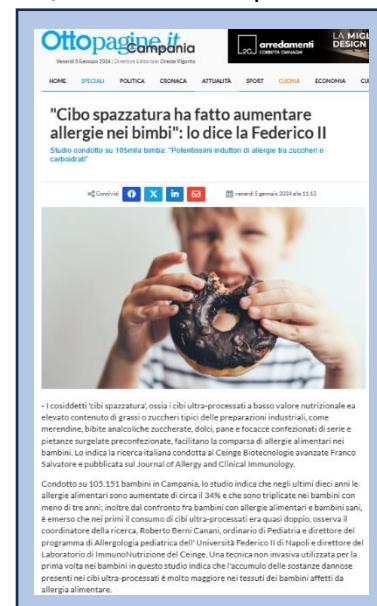 Ottopagine.it
Campania
Venerdì 5 Gennaio 2024 | Direttore Editoriale: Oreste Vigorito
arredamenti
LA MIGL
DESIGN
HOME SPECIALI POLITICA CRONACA ATTUALITÀ SPORT CUCINA ECONOMIA CU
"Cibo spazzatura ha fatto aumentare
allergie nei bimbi": lo dice la Federico II
Studio condotto su 105mila bimba: "Potentissimi induttori di allergie tra zuccheri e
carboidrati"
Condividi
venerdì 5 gennaio 2024 alle 11:13
- I cosiddetti 'cibi spazzatura', ossia i cibi ultra-processati a basso valore nutrizionale ea
elevato contenuto di grassi o zuccheri tipici delle preparazioni industriali, come
merendine, bibite analcoliche zuccherate, dolci, pane e focacce confezionati di serie e
pietanze surgelate preconfezionate, facilitano la comparsa di allergie alimentari nei
bambini. Lo indica la ricerca italiana condotta al Ceinge Biotecnologie avanzate Franco
Salvatore e pubblicata sul Journal of Allergy and Clinical Immunology.
Condotto su 105.151 bambini in Campania, lo studio indica che negli ultimi dieci anni le
allergie alimentari sono aumentate di circa il 34% e che sono triplicate nei bambini con
meno di tre anni; inoltre dal confronto fra bambini con allergie alimentari e bambini sani,
è emerso che nei primi il consumo di cibi ultra-processati era quasi doppio, osserva il
coordinatore della ricerca, Roberto Berni Canani, ordinario di Pediatria e direttore del
programma di Allergologia pediatrica dell' Università Federico II di Napoli e direttore del
Laboratorio di ImmunoNutrizione del Ceinge. Una tecnica non invasiva utilizzata per la
prima volta nei bambini in questo studio indica che l'accumulo delle sostanze dannose
presenti nei cibi ultra-processati è molto maggiore nei tessuti dei bambini affetti da
allergia alimentare.